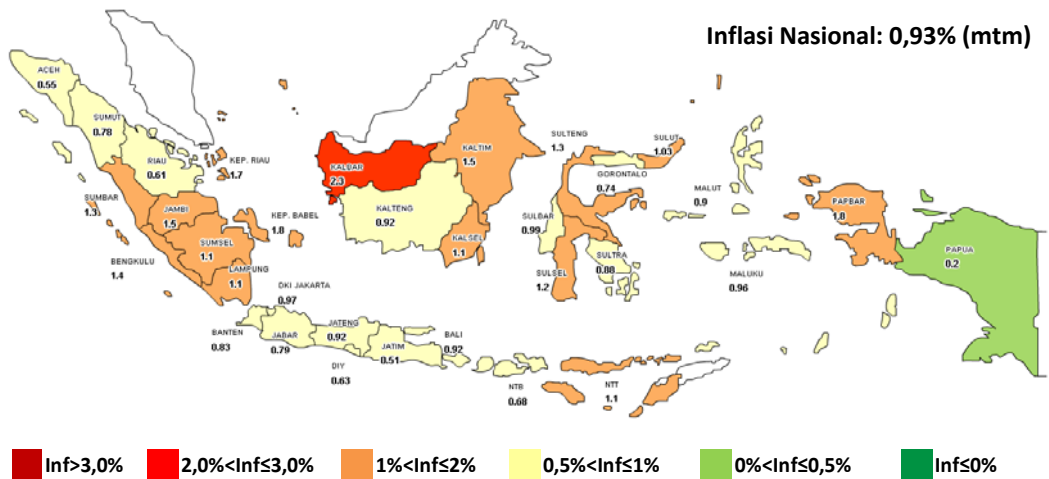 Inflasi Nasional: 0,93% (mtm)
ACEH
0.55
SUMUT
0.78
RIAU
0.61
KEP. RIAU
1.7
SUMBAR
1.3
JAMBI
1.5
KEP. BABEL
1.8
SUMSEL
1.1
BENGKULU
1.4
LAMPUNG
1.1
DKI JAKARTA
0.97
BANTEN
0.83
JABAR
0.79
JATENG
0.92
DIY
0.63
JATIM
0.51
BALI
0.92
NTB
0.68
NTT
1.1
KALBAR
2.3
KALTENG
0.92
KALTIM
1.5
KALSEL
1.1
SULTENG
1.3
SULUT
1.03
GORONTALO
0.74
SULBAR
0.99
SULTRA
0.88
SULSEL
1.2
MALUT
0.9
MALUKU
0.96
PAPBAR
1.8
PAPUA
0.2
Inf>3,0%
2,0%<Inf≤3,0%
1%<Inf≤2%
0,5%<Inf≤1%
0%<Inf≤0,5%
Inf≤0%